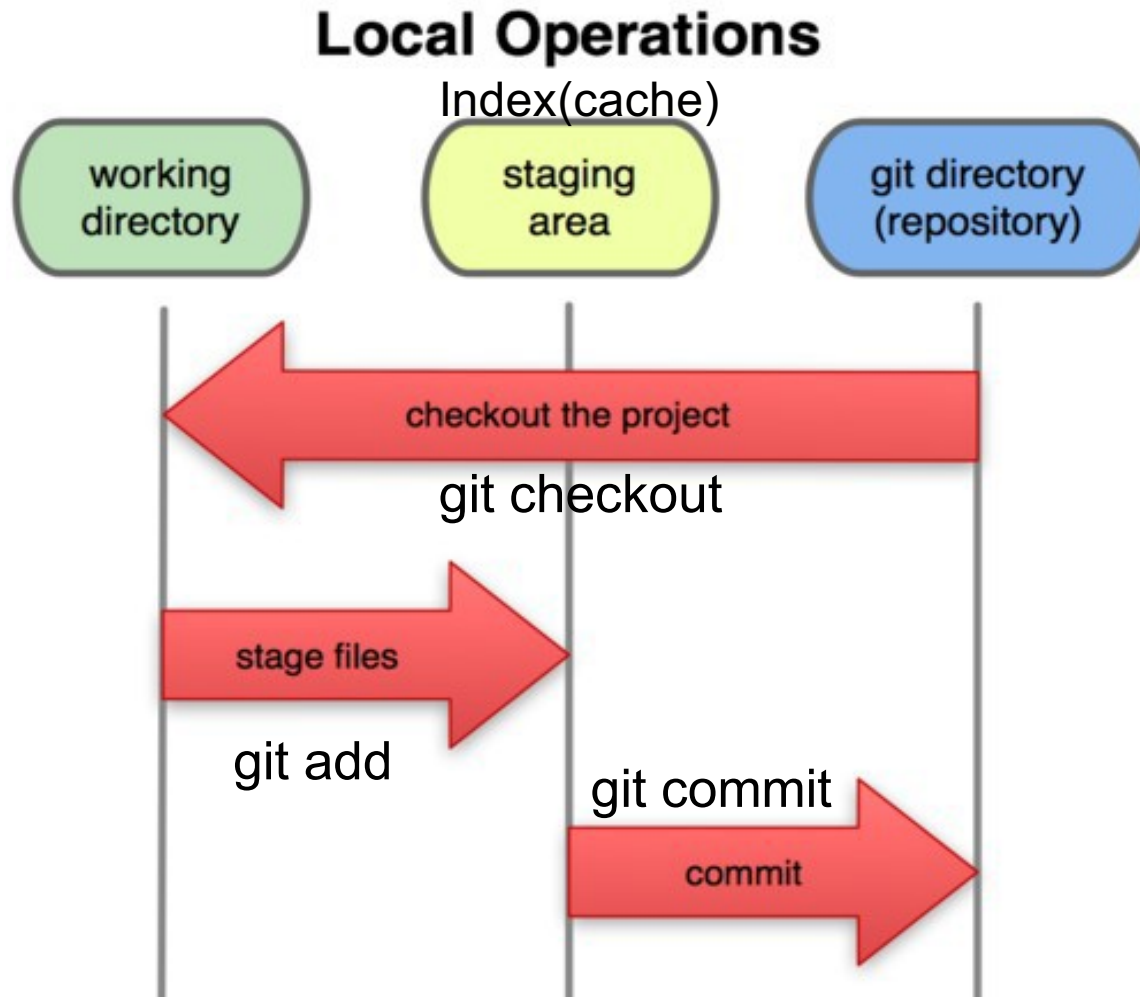 Local Operations
Index(cache)
working
directory
staging
area
git directory
(repository)
checkout the project
git checkout
stage files
git add
git commit
commit